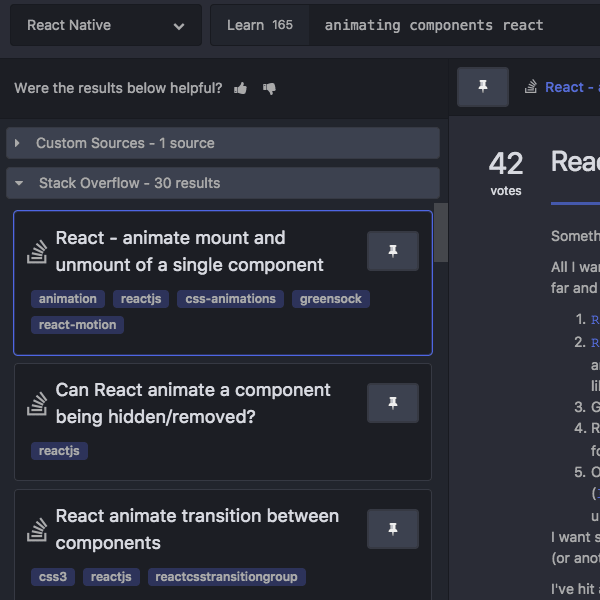 React Native
Learn 165
animating components react
Were the results below helpful?
Custom Sources - 1 source
Stack Overflow - 30 results
React - animate mount and
unmount of a single component
animation reactjs css-animations greensock
react-motion
Can React animate a component
being hidden/removed?
reactjs
React animate transition between
components
css3 reactjs reactcsstransitiongroup
React -
42
votes
Reac
Someth
All I wa
far and
1. R
2. R
a
li
3. G
4. R
fo
5. O
(
u
I want s
(or anot
I've hit a